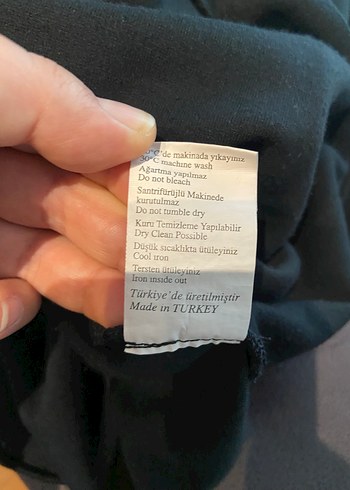 30°C'de makinada yıkayınız
30°C machine wash
Ağartma yapılmaz
Do not bleach
Santrifürüjlü Makinede
kurutulmaz
Do not tumble dry
Kuru Temizleme Yapılabilir
Dry Clean Possible
Düşük sıcaklıkta ütüleyiniz
Cool iron
Tersten ütüleyiniz
Iron inside out
Türkiye'de üretilmiştir
Made in TURKEY